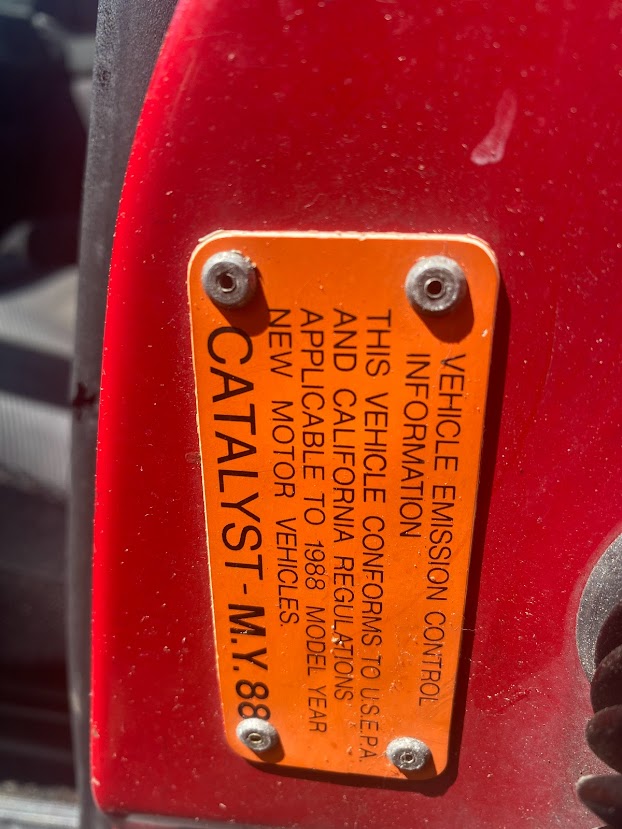 VEHICLE EMISSION CONTROL
INFORMATION
THIS VEHICLE CONFORMS TO U.S.E.P.A.
AND CALIFORNIA REGULATIONS
APPLICABLE TO 1988 MODEL YEAR
NEW MOTOR VEHICLES.
CATALYST - M.Y. 88